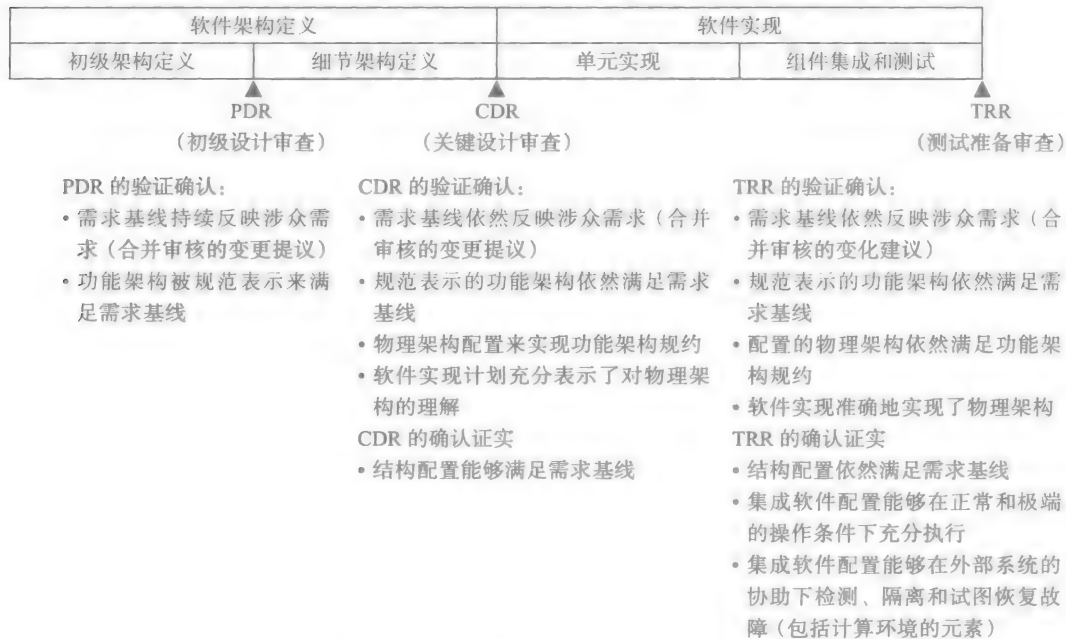 软件架构定义 软件实现
初级架构定义 细节架构定义 单元实现 组件集成和测试
PDR CDR TRR
（初级设计审查） （关键设计审查） （测试准备审查）
PDR 的验证确认：
• 需求基线持续反映涉众需
求（合并审核的变更提议）
• 功能架构被规范表示来满
足需求基线
CDR 的验证确认：
• 需求基线依然反映涉众需求（合并
审核的变更提议）
• 规范表示的功能架构依然满足需求
基线
• 物理架构配置来实现功能架构规约
• 软件实现计划充分表示了对物理架
构的理解
CDR 的确认证实
• 结构配置能够满足需求基线
TRR 的验证确认：
• 需求基线依然反映涉众需求（合
并审核的变化建议）
• 规范表示的功能架构依然满足需
求基线
• 配置的物理架构依然满足功能架
构规约
• 软件实现准确地实现了物理架构
TRR 的确认证实
• 结构配置依然满足需求基线
• 集成软件配置能够在正常和极端
的操作条件下充分执行
• 集成软件配置能够在外部系统的
协助下检测、隔离和试图恢复故
障（包括计算环境的元素）